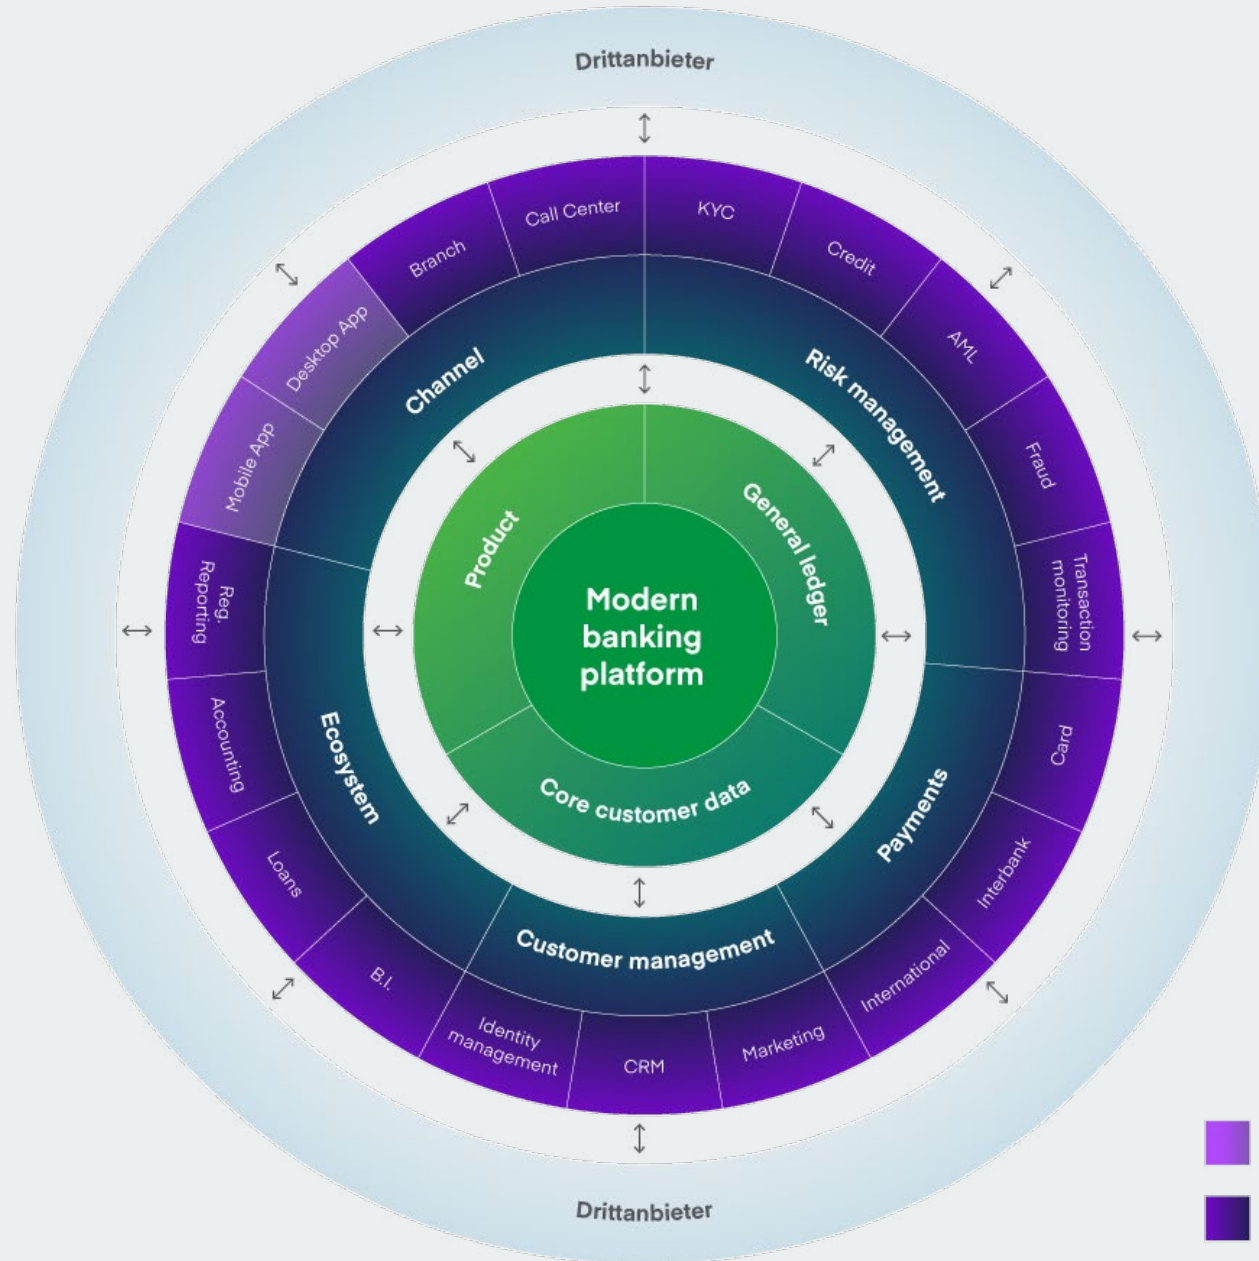 Drittanbieter
Call Center
KYC
Branch
Credit
Desktop App
AML
Mobile App
Fraud
Reg.
Reporting
Transaction
monitoring
Accounting
Card
Loans
Interbank
B.I.
International
Identity
management
CRM
Marketing
Channel
Risk management
Ecosystem
Payments
Customer management
Product
General ledger
Core customer data
Modern
banking
platform
Drittanbieter